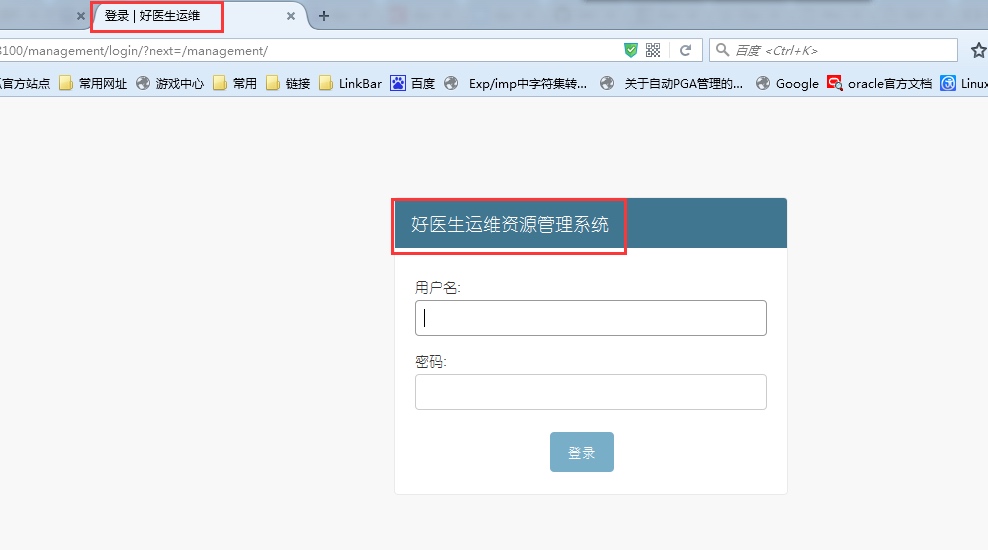 登录 | 好医生运维
8100/management/login/?next=/management/
百度 <Ctrl+K>
官方站点 常用网址 游戏中心 常用 链接 LinkBar 百度 Exp/imp中字符集转... 关于自动PGA管理的... Google oracle官方文档 Linux
好医生运维资源管理系统
用户名:
密码:
登录